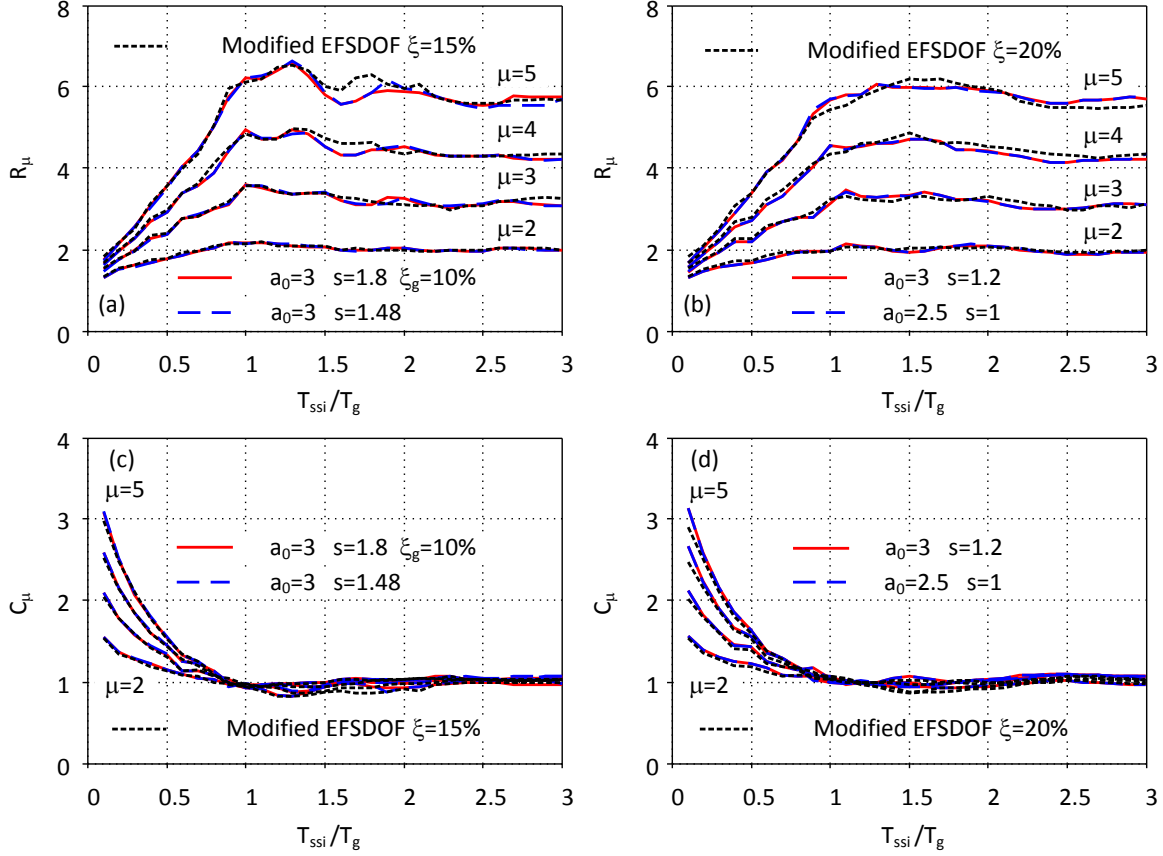 8
6
4
2
0
R_μ
Modified EFSDOF ξ=15%
μ=5
μ=4
μ=3
μ=2
a₀=3 s=1.8 ξ_g=10%
a₀=3 s=1.48
(a)
0 0.5 1 1.5 2 2.5 3
T_ssi/T_g
8
6
4
2
0
R_μ
Modified EFSDOF ξ=20%
μ=5
μ=4
μ=3
μ=2
a₀=3 s=1.2
a₀=2.5 s=1
(b)
0 0.5 1 1.5 2 2.5 3
T_ssi/T_g
4
3
2
1
0
C_μ
(c)
μ=5
a₀=3 s=1.8 ξ_g=10%
a₀=3 s=1.48
μ=2
Modified EFSDOF ξ=15%
0 0.5 1 1.5 2 2.5 3
T_ssi/T_g
4
3
2
1
0
C_μ
(d)
μ=5
a₀=3 s=1.2
a₀=2.5 s=1
μ=2
Modified EFSDOF ξ=20%
0 0.5 1 1.5 2 2.5 3
T_ssi/T_g